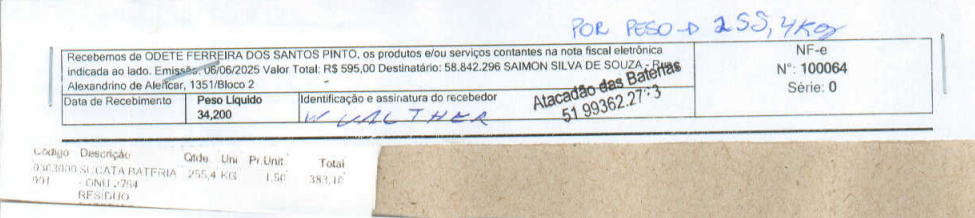 POR PESO-D 255,4Kg
Recebemos de ODETE FERREIRA DOS SANTOS PINTO, os produtos e/ou serviços contantes na nota fiscal eletrônica
indicada ao lado. Emissão: 06/06/2025 Valor Total: R$ 595,00 Destinatário: 58.842.296 SAIMON SILVA DE SOUZA - Rua
Alexandrino de Alencar, 1351/Bloco 2
NF-e
N°: 100064
Série: 0
Data de Recebimento
Peso Líquido
34,200
Identificação e assinatura do recebedor
W WALTHER
Atacadão das Baterias
51 99362.27
Código Descrição Qtde. Uni Pr.Unit. Total
SUCATA BATERIA 255,4 KG 1,50 383,10
001 - ONU 2794
RESIDUO